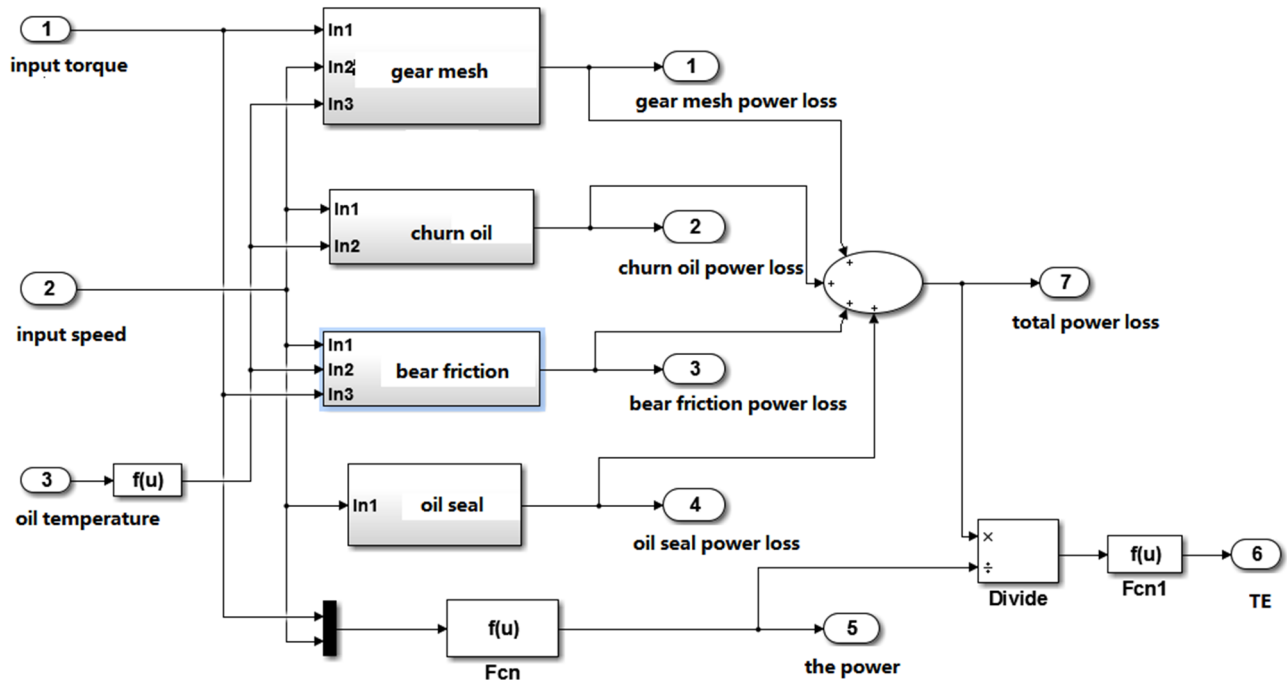 1
input torque
In1
In2
In3
gear mesh
1
gear mesh power loss
In1
In2
churn oil
2
churn oil power loss
2
input speed
+
+
+
+
7
total power loss
In1
In2
In3
bear friction
3
bear friction power loss
3
oil temperature
f(u)
In1
oil seal
4
oil seal power loss
×
÷
Divide
f(u)
Fcn1
6
TE
f(u)
Fcn
5
the power